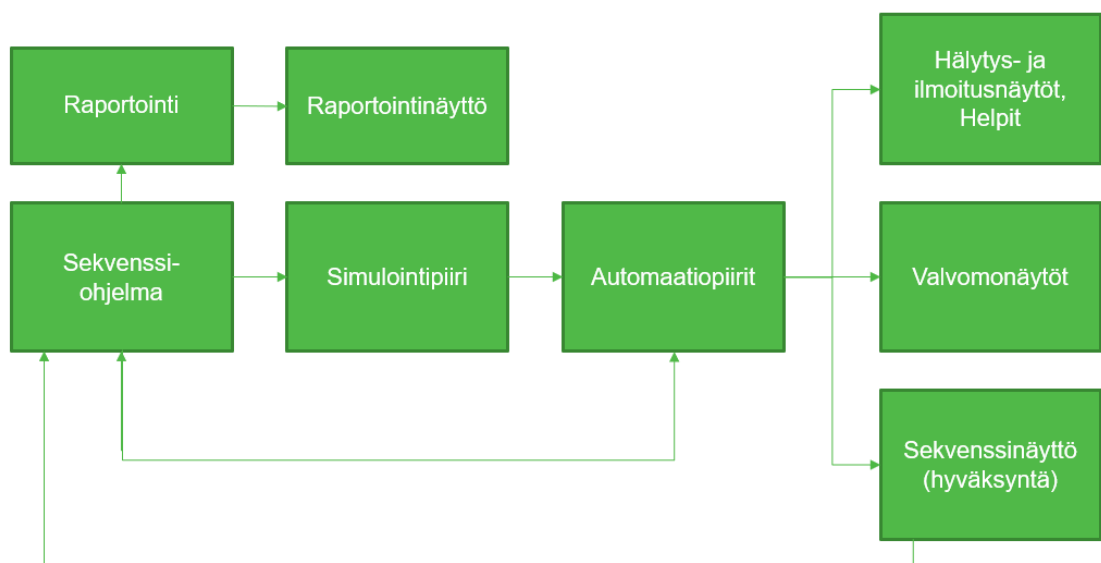 Raportointi
Raportointinäyttö
Hälytys- ja
ilmoitusnäytöt,
Helpit
Sekvenssi-
ohjelma
Simulointipiiri
Automaatiopiirit
Valvomonäytöt
Sekvenssinäyttö
(hyväksyntä)